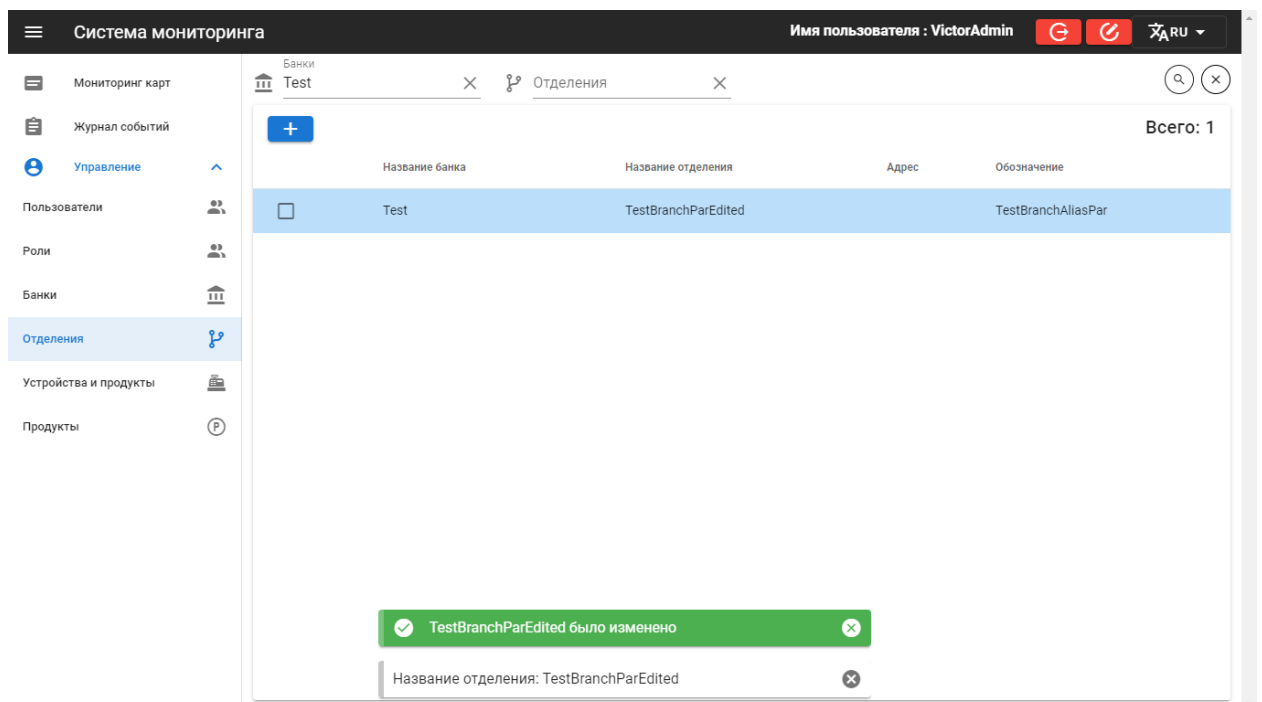 Система мониторинга
Имя пользователя : VictorAdmin
RU
Мониторинг карт
Журнал событий
Управление
Пользователи
Роли
Банки
Отделения
Устройства и продукты
Продукты
P
Банки
Test
Отделения
Всего: 1
Название банка Название отделения Адрес Обозначение
Test TestBranchParEdited TestBranchAliasPar
TestBranchParEdited было изменено
Название отделения: TestBranchParEdited